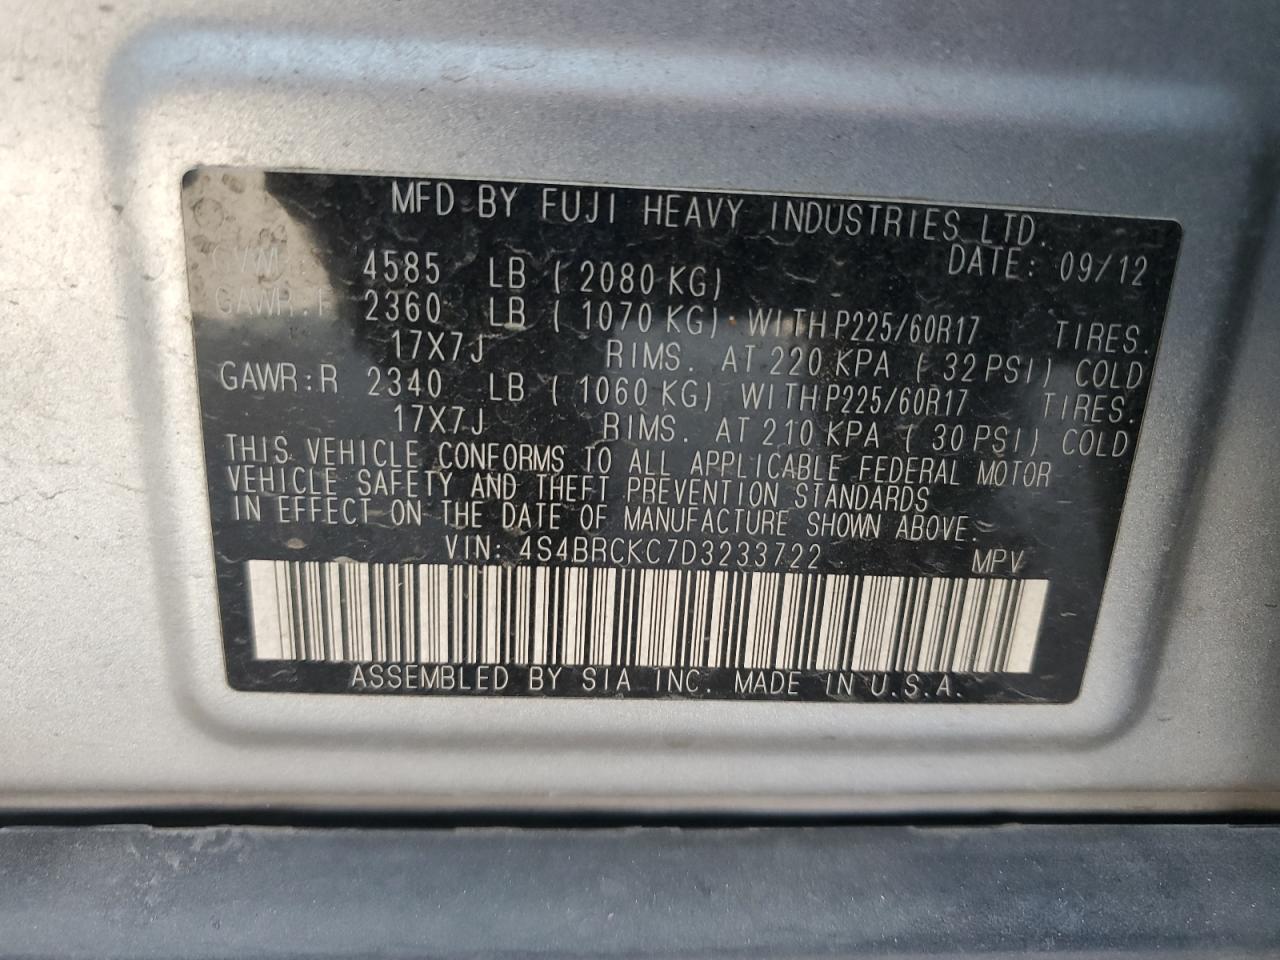 MFD BY FUJI HEAVY INDUSTRIES LTD.
DATE: 09/12
4585 LB ( 2080 KG)
GAWR:F 2360 LB ( 1070 KG) WITH P225/60R17 TIRES.
17X7J RIMS. AT 220 KPA ( 32 PSI) COLD
GAWR:R 2340 LB ( 1060 KG) WITH P225/60R17 TIRES.
17X7J RIMS. AT 210 KPA ( 30 PSI) COLD
THIS VEHICLE CONFORMS TO ALL APPLICABLE FEDERAL MOTOR
VEHICLE SAFETY AND THEFT PREVENTION STANDARDS
IN EFFECT ON THE DATE OF MANUFACTURE SHOWN ABOVE.
VIN: 4S4BRCKC7D3233722 MPV
ASSEMBLED BY SIA INC. MADE IN U.S.A.